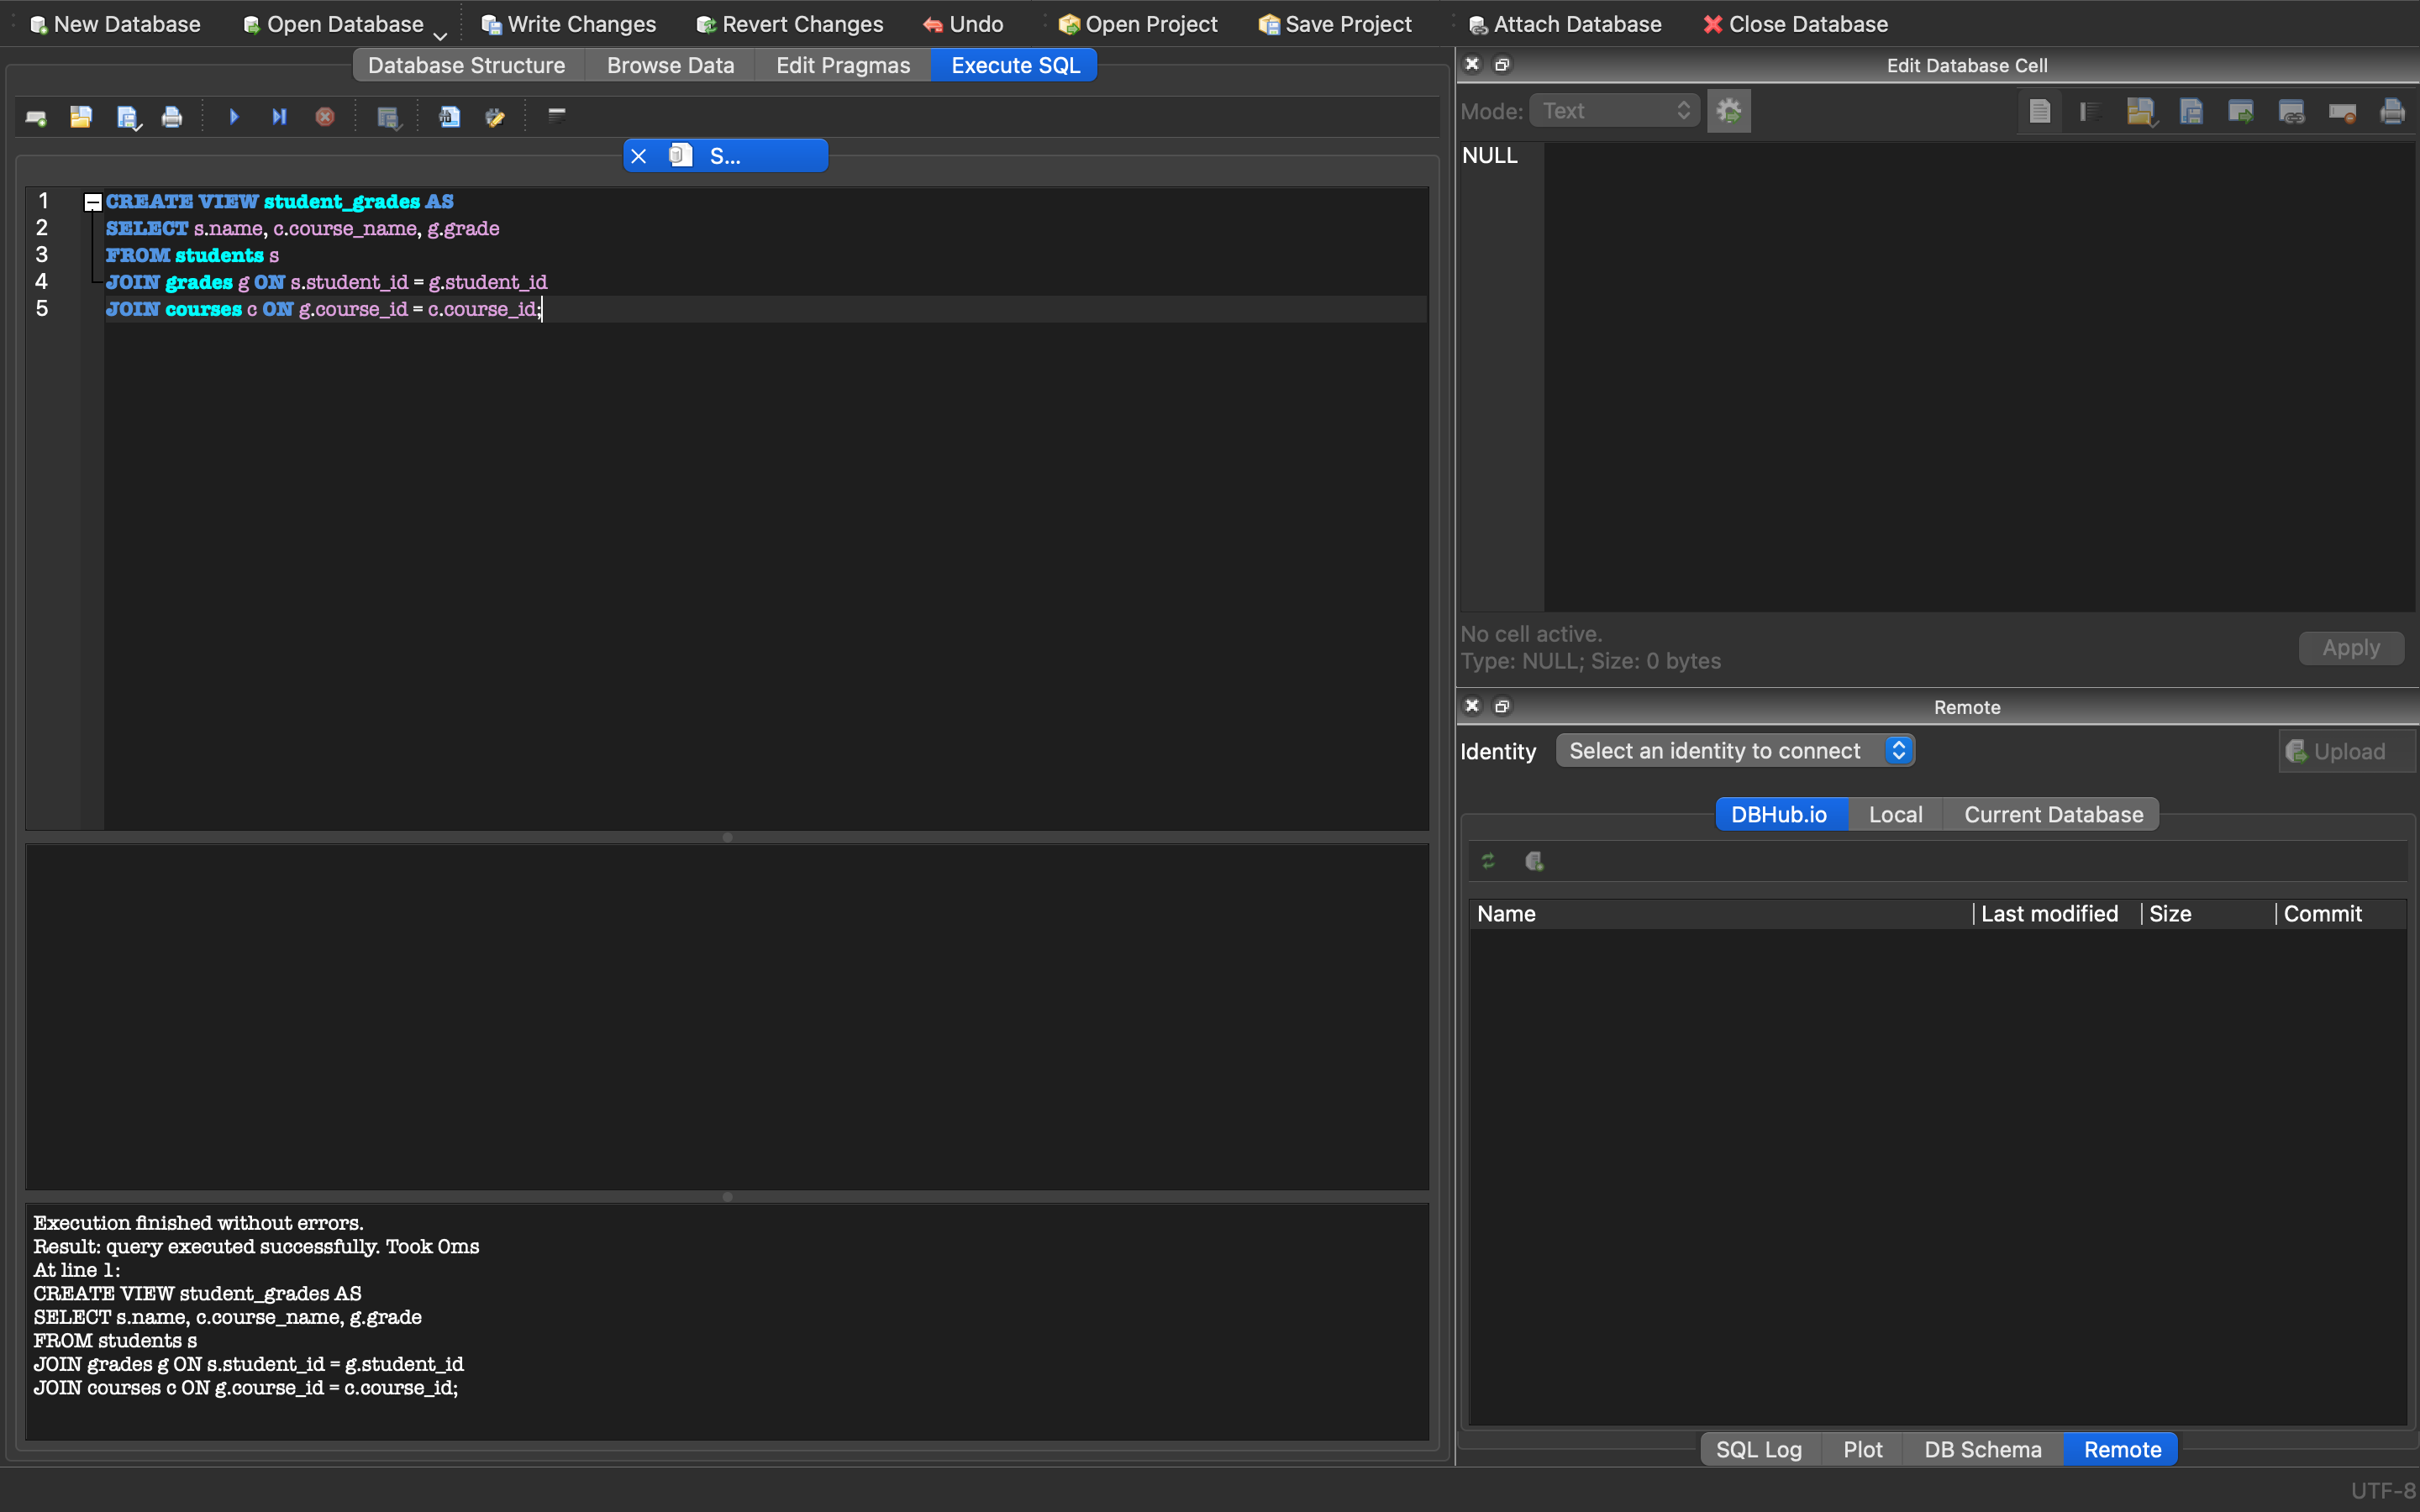 New Database Open Database Write Changes Revert Changes Undo Open Project Save Project Attach Database Close Database
Database Structure Browse Data Edit Pragmas Execute SQL
S...
1 CREATE VIEW student_grades AS
2 SELECT s.name, c.course_name, g.grade
3 FROM students s
4 JOIN grades g ON s.student_id = g.student_id
5 JOIN courses c ON g.course_id = c.course_id;
Execution finished without errors.
Result: query executed successfully. Took 0ms
At line 1:
CREATE VIEW student_grades AS
SELECT s.name, c.course_name, g.grade
FROM students s
JOIN grades g ON s.student_id = g.student_id
JOIN courses c ON g.course_id = c.course_id;
Edit Database Cell
Mode: Text
NULL
No cell active.
Type: NULL; Size: 0 bytes
Apply
Remote
Identity Select an identity to connect Upload
DBHub.io Local Current Database
Name Last modified Size Commit
SQL Log Plot DB Schema Remote
UTF-8